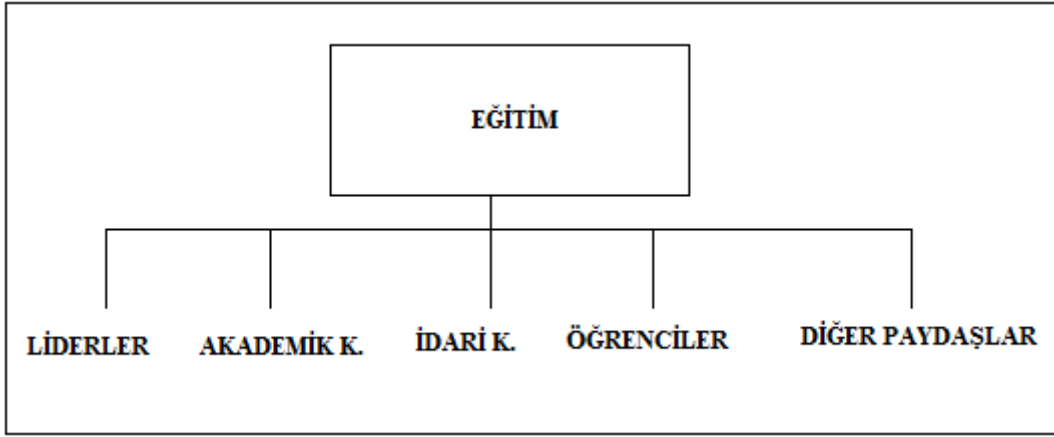 EĞİTİM
LİDERLER
AKADEMİK K.
İDARİ K.
ÖĞRENCİLER
DİĞER PAYDAŞLAR